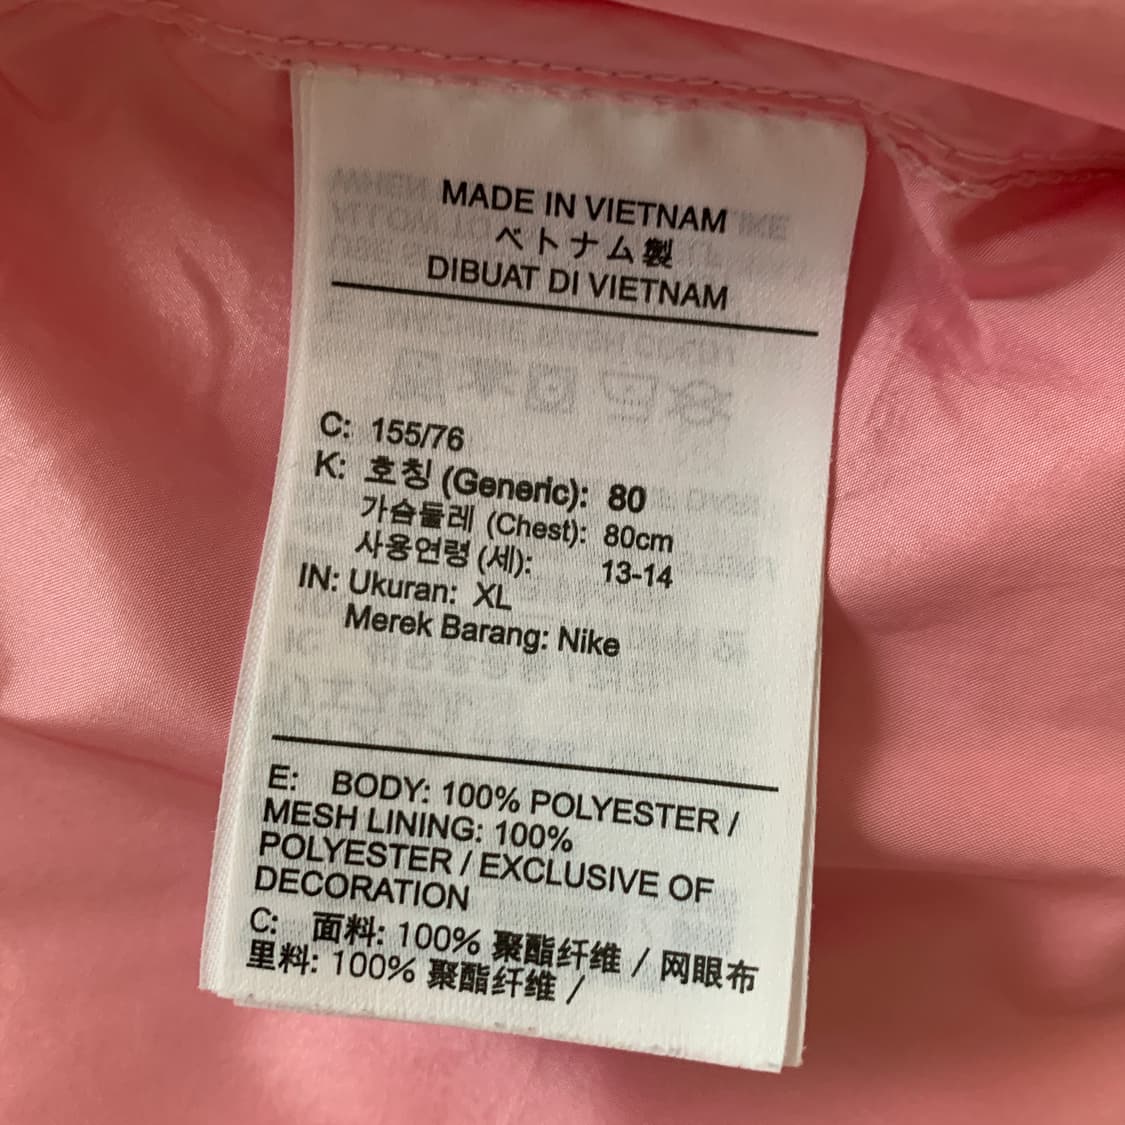 MADE IN VIETNAM
ベトナム製
DIBUAT DI VIETNAM
C: 155/76
K: 호칭 (Generic): 80
가슴둘레 (Chest): 80cm
사용연령 (세): 13-14
IN: Ukuran: XL
Merek Barang: Nike
E: BODY: 100% POLYESTER /
MESH LINING: 100%
POLYESTER / EXCLUSIVE OF
DECORATION
C: 面料: 100% 聚酯纤维 / 网眼布
里料: 100% 聚酯纤维 /